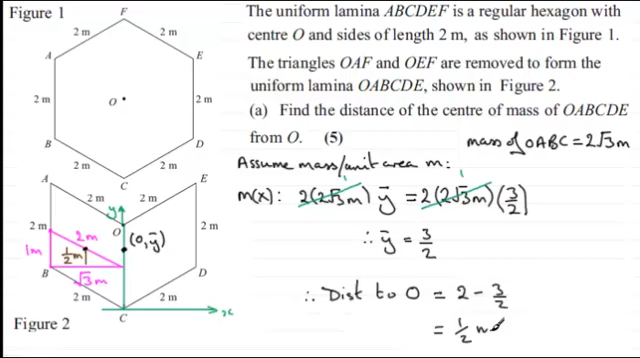 Figure 1
F
2 m
2 m
A
E
2 m
O
2 m
B
D
2 m
2 m
C
The uniform lamina ABCDEF is a regular hexagon with
centre O and sides of length 2 m, as shown in Figure 1.
The triangles OAF and OEF are removed to form the
uniform lamina OABCDE, shown in Figure 2.
(a) Find the distance of the centre of mass of OABCDE
from O. (5)
mass of OABC = 2√3m
Assume mass/unit area m:
M(x): 2(2√3m) ȳ = 2(2√3m)(3/2)
∴ ȳ = 3/2
∴ Dist to O = 2 - 3/2
= 1/2 m
A
E
2 m
2 m
y
O
(0, ȳ)
2 m
2m
2 m
1m
1/2m
B
√3m
D
2 m
2 m
C
x
Figure 2